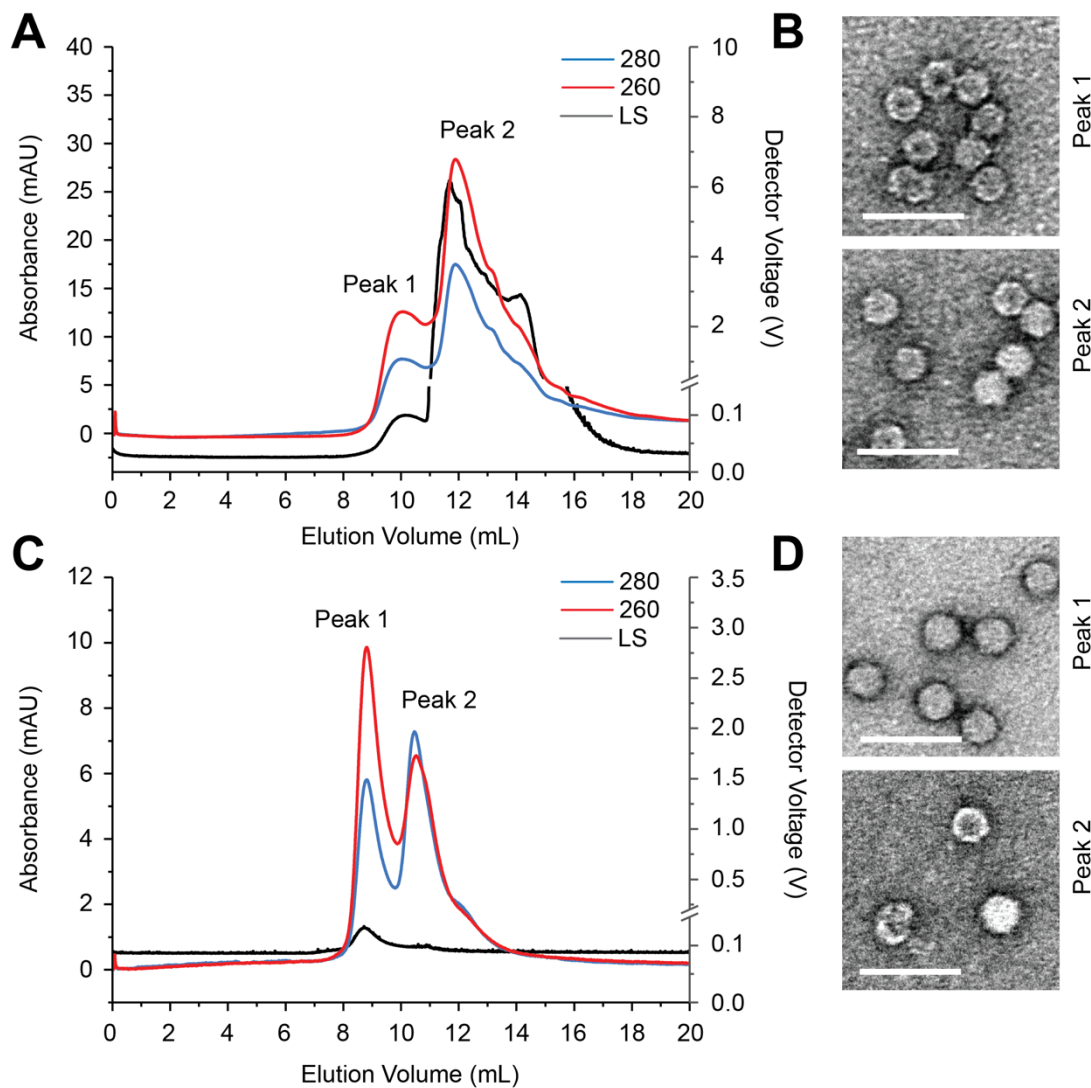 A
40
35
30
25
20
15
10
5
0
Absorbance (mAU)
280
260
LS
Peak 1
Peak 2
10
8
6
4
2
0.1
0.0
Detector Voltage (V)
0 2 4 6 8 10 12 14 16 18 20
Elution Volume (mL)
B
Peak 1
Peak 2
C
12
10
8
6
4
2
0
Absorbance (mAU)
280
260
LS
Peak 1
Peak 2
3.5
3.0
2.5
2.0
1.5
1.0
0.5
0.1
0.0
Detector Voltage (V)
0 2 4 6 8 10 12 14 16 18 20
Elution Volume (mL)
D
Peak 1
Peak 2